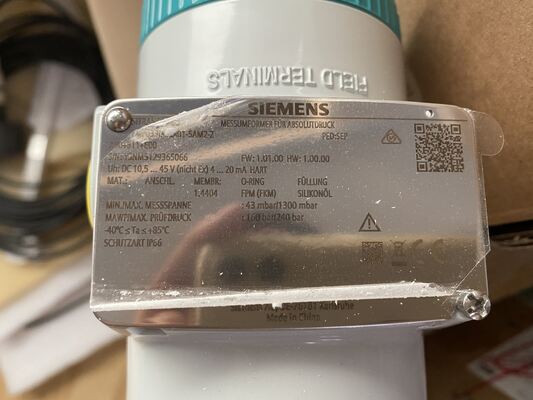 FIELD TERMINALS
SIEMENS
MESSUMFORMER FÜR ABSOLUTDRUCK
PED:SEP
FW: 1.01.00 HW: 1.00.00
UH: DC 10,5 ... 45 V (nicht Ex) 4 ... 20 mA HART
MAT.: ANSCHL. MEMBR: O-RING FÜLLUNG
1.4404 FPM (FKM) SILIKONÖL
MIN./MAX. MESSSPANNE : 43 mbar/1300 mbar
MAWP/MAX. PRÜFDRUCK : 160 bar/240 bar
-40°C ≤ Ta ≤ +85°C
SCHUTZART IP66
Made in China